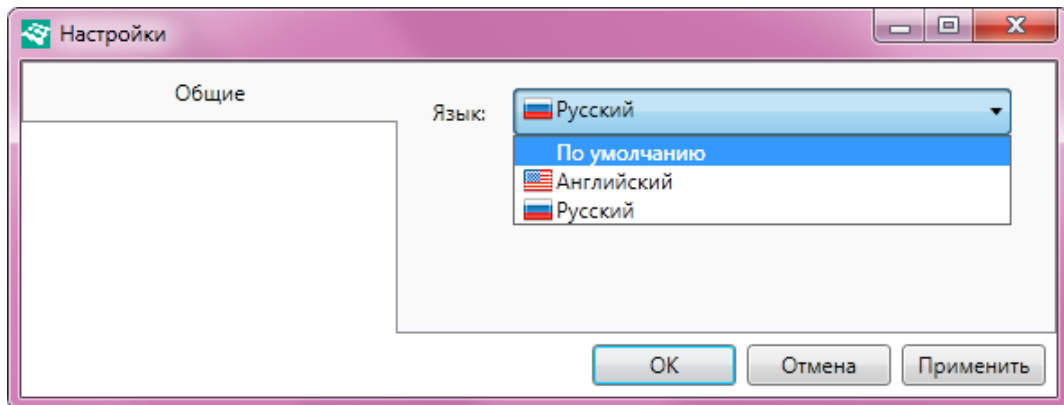 Настройки
Общие
Язык:
Русский
По умолчанию
Английский
Русский
OK
Отмена
Применить